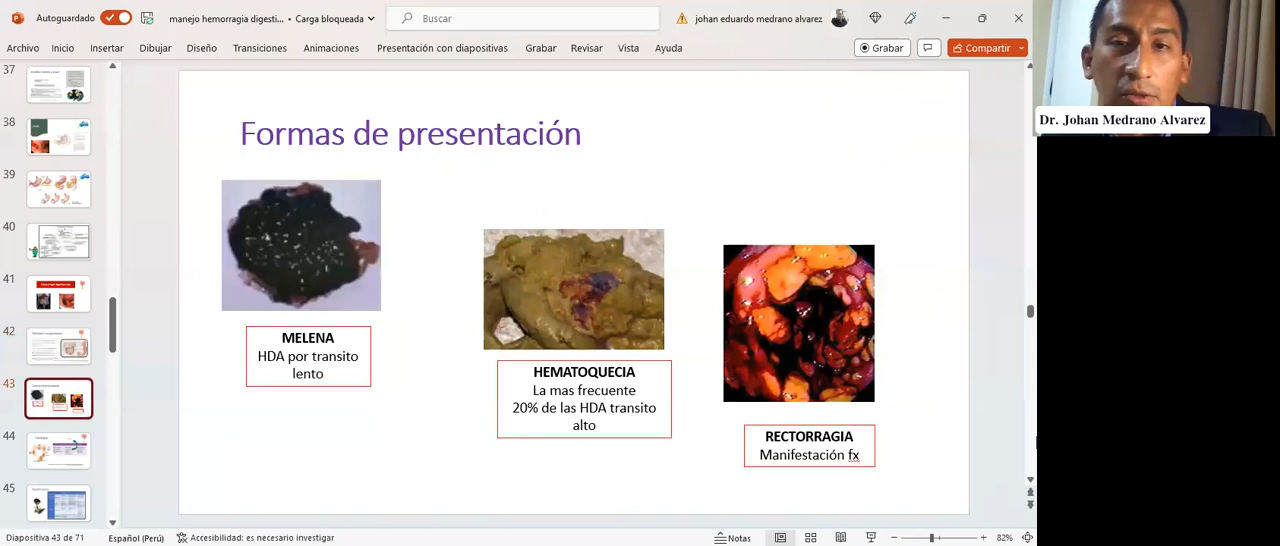 Autoguardado
manejo hemorragia digesti... • Carga bloqueada
Buscar
johan eduardo medrano alvarez
Archivo Inicio Insertar Dibujar Diseño Transiciones Animaciones Presentación con diapositivas Grabar Revisar Vista Ayuda
Grabar
Compartir
Dr. Johan Medrano Alvarez
37
38
39
40
41
42
43
44
45
Formas de presentación
MELENA
HDA por transito
lento
HEMATOQUECIA
La mas frecuente
20% de las HDA transito
alto
RECTORRAGIA
Manifestación fx
Diapositiva 43 de 71
Español (Perú)
Accesibilidad: es necesario investigar
Notas
82%